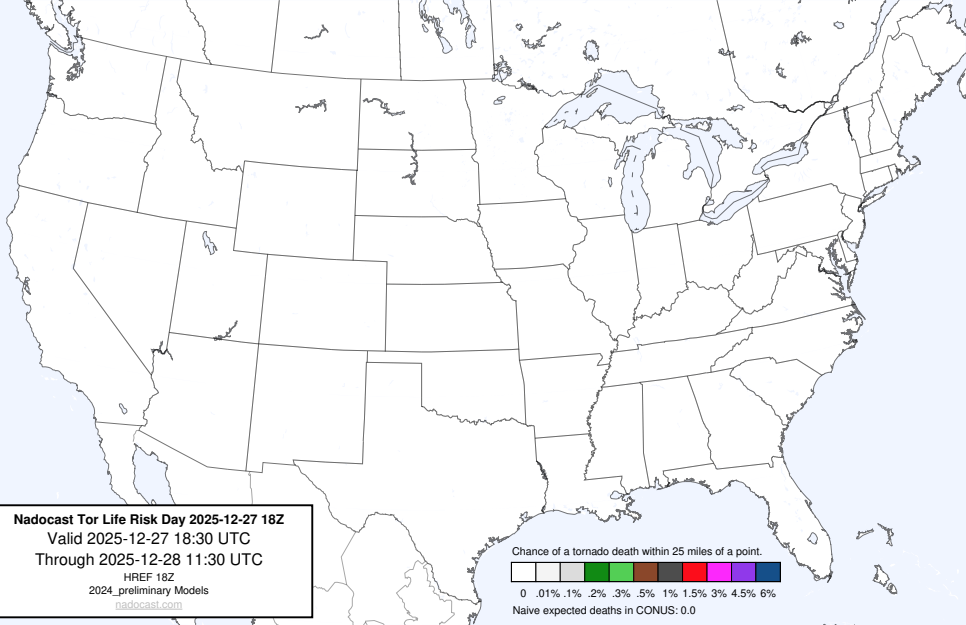 Nadocast Tor Life Risk Day 2025-12-27 18Z
Valid 2025-12-27 18:30 UTC
Through 2025-12-28 11:30 UTC
HREF 18Z
2024_preliminary Models
nadocast.com
Chance of a tornado death within 25 miles of a point.
0 .01% .1% .2% .3% .5% 1% 1.5% 3% 4.5% 6%
Naive expected deaths in CONUS: 0.0